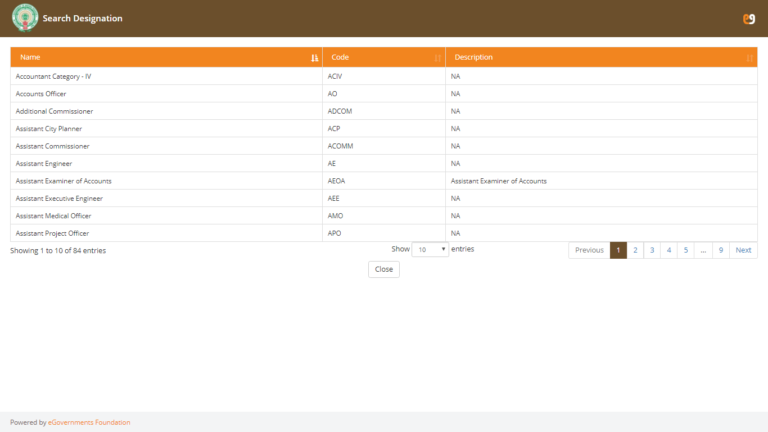 Search Designation
Name Code Description
Accountant Category - IV ACIV NA
Accounts Officer AO NA
Additional Commissioner ADCOM NA
Assistant City Planner ACP NA
Assistant Commissioner ACOMM NA
Assistant Engineer AE NA
Assistant Examiner of Accounts AEOA Assistant Examiner of Accounts
Assistant Executive Engineer AEE NA
Assistant Medical Officer AMO NA
Assistant Project Officer APO NA
Showing 1 to 10 of 84 entries Show 10 entries Previous 1 2 3 4 5 ... 9 Next
Close
Powered by eGovernments Foundation